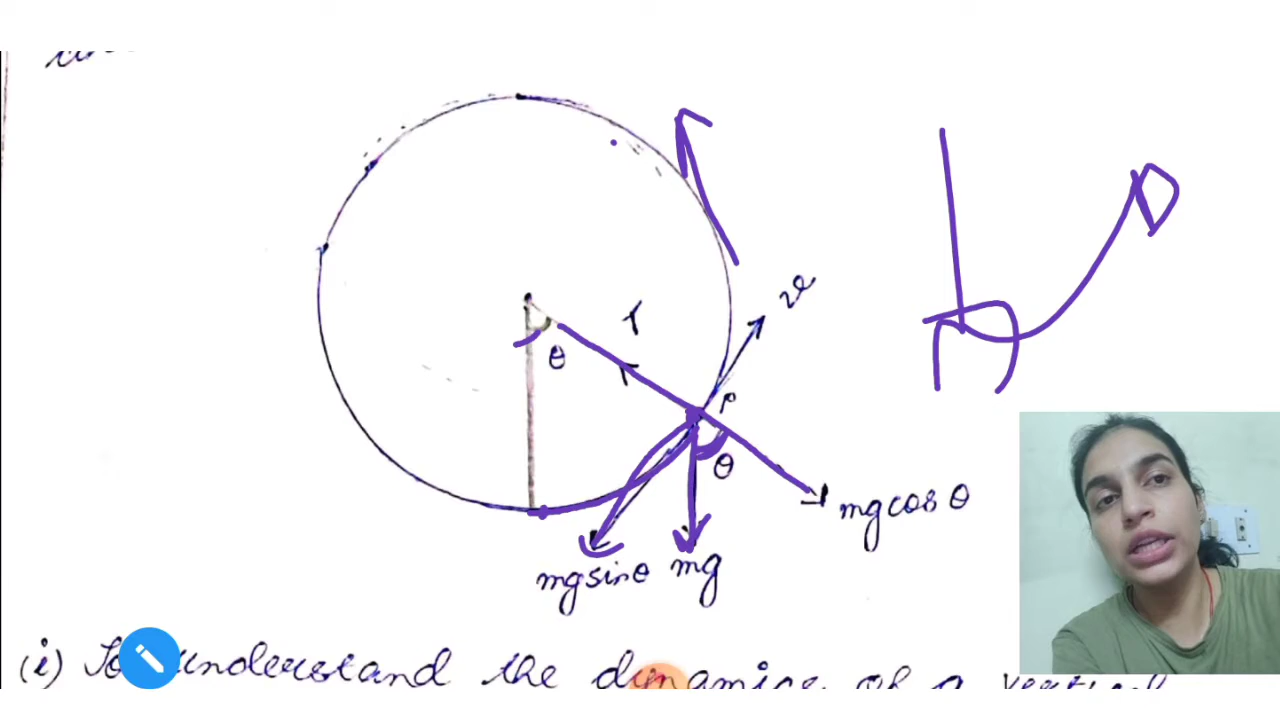 v
r
θ
P
θ
mg cos θ
mg sin θ mg
(i) To understand the dynamics of a vertical